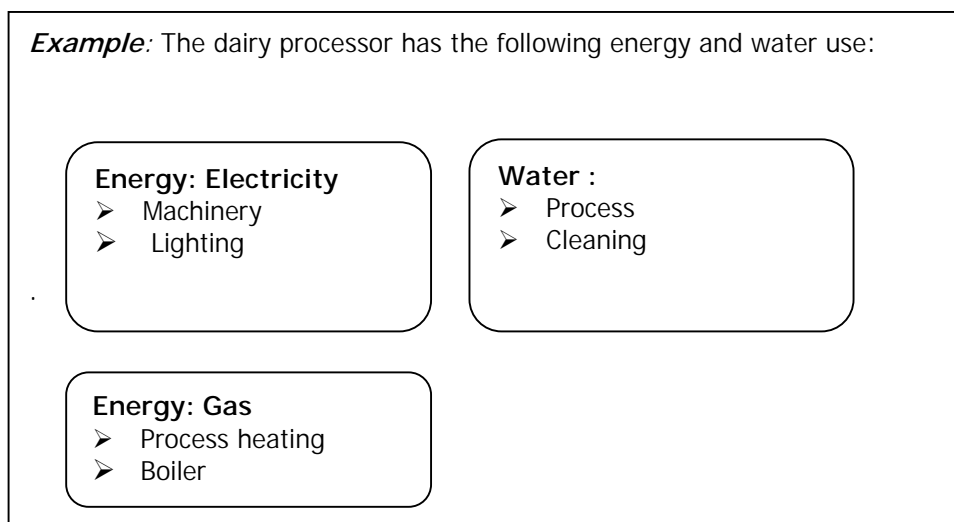 Example: The dairy processor has the following energy and water use:
Energy: Electricity
➢ Machinery
➢ Lighting
Water :
➢ Process
➢ Cleaning
.
Energy: Gas
➢ Process heating
➢ Boiler